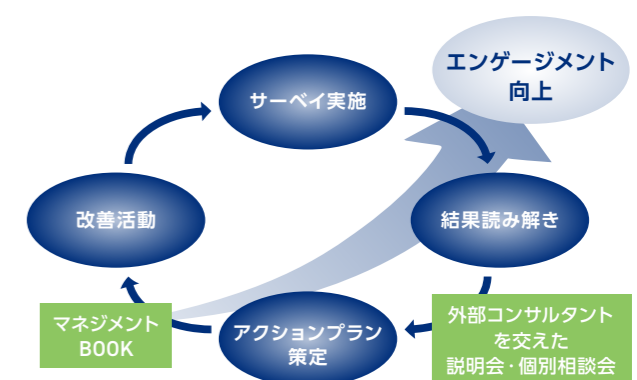 エンゲージメント
向上
サーベイ実施
改善活動
結果読み解き
マネジメント
BOOK
アクションプラン
策定
外部コンサルタント
を交えた
説明会・個別相談会